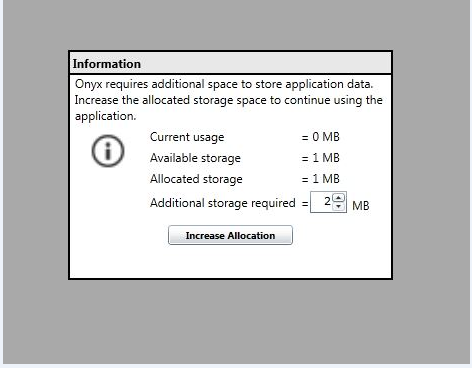 Information
Onyx requires additional space to store application data.
Increase the allocated storage space to continue using the
application.
Current usage = 0 MB
Available storage = 1 MB
Allocated storage = 1 MB
Additional storage required = 2 MB
Increase Allocation